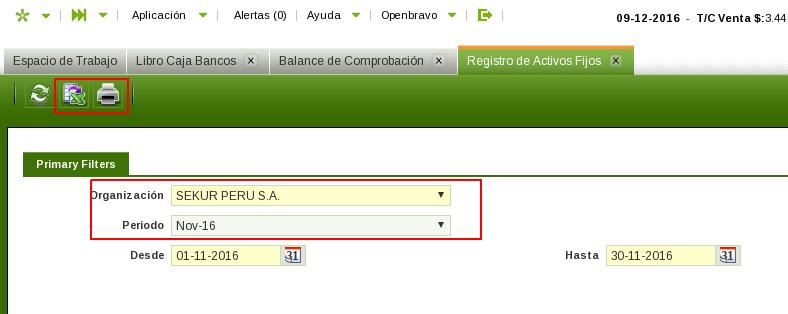 Aplicación Alertas (0) Ayuda Openbravo 09-12-2016 - T/C Venta $:3.44
Espacio de Trabajo Libro Caja Bancos Balance de Comprobación Registro de Activos Fijos
Primary Filters
Organización SEKUR PERU S.A.
Periodo Nov-16
Desde 01-11-2016 31 Hasta 30-11-2016 31